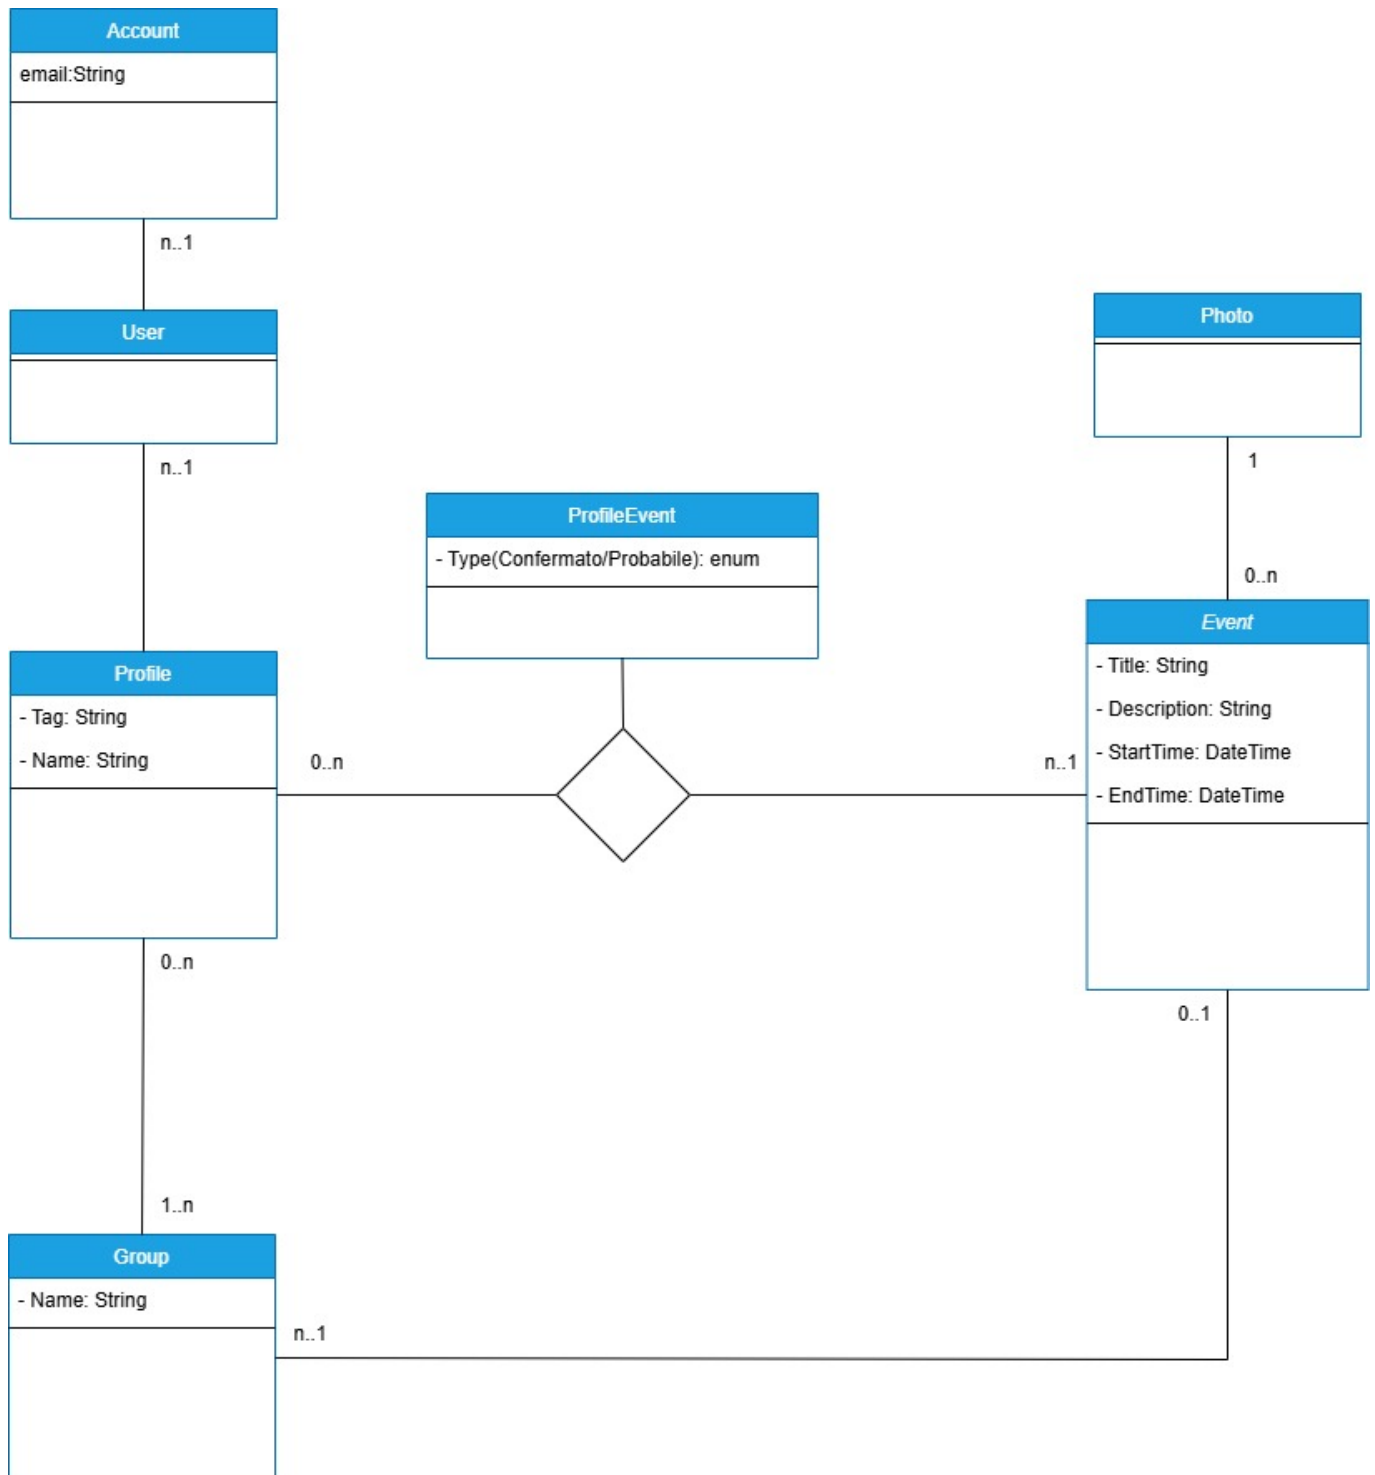 Account
email:String
n..1
User
n..1
Photo
1
0..n
ProfileEvent
- Type(Confermato/Probabile): enum
Event
- Title: String
- Description: String
- StartTime: DateTime
- EndTime: DateTime
Profile
- Tag: String
- Name: String
0..n
n..1
0..n
0..1
1..n
Group
- Name: String
n..1